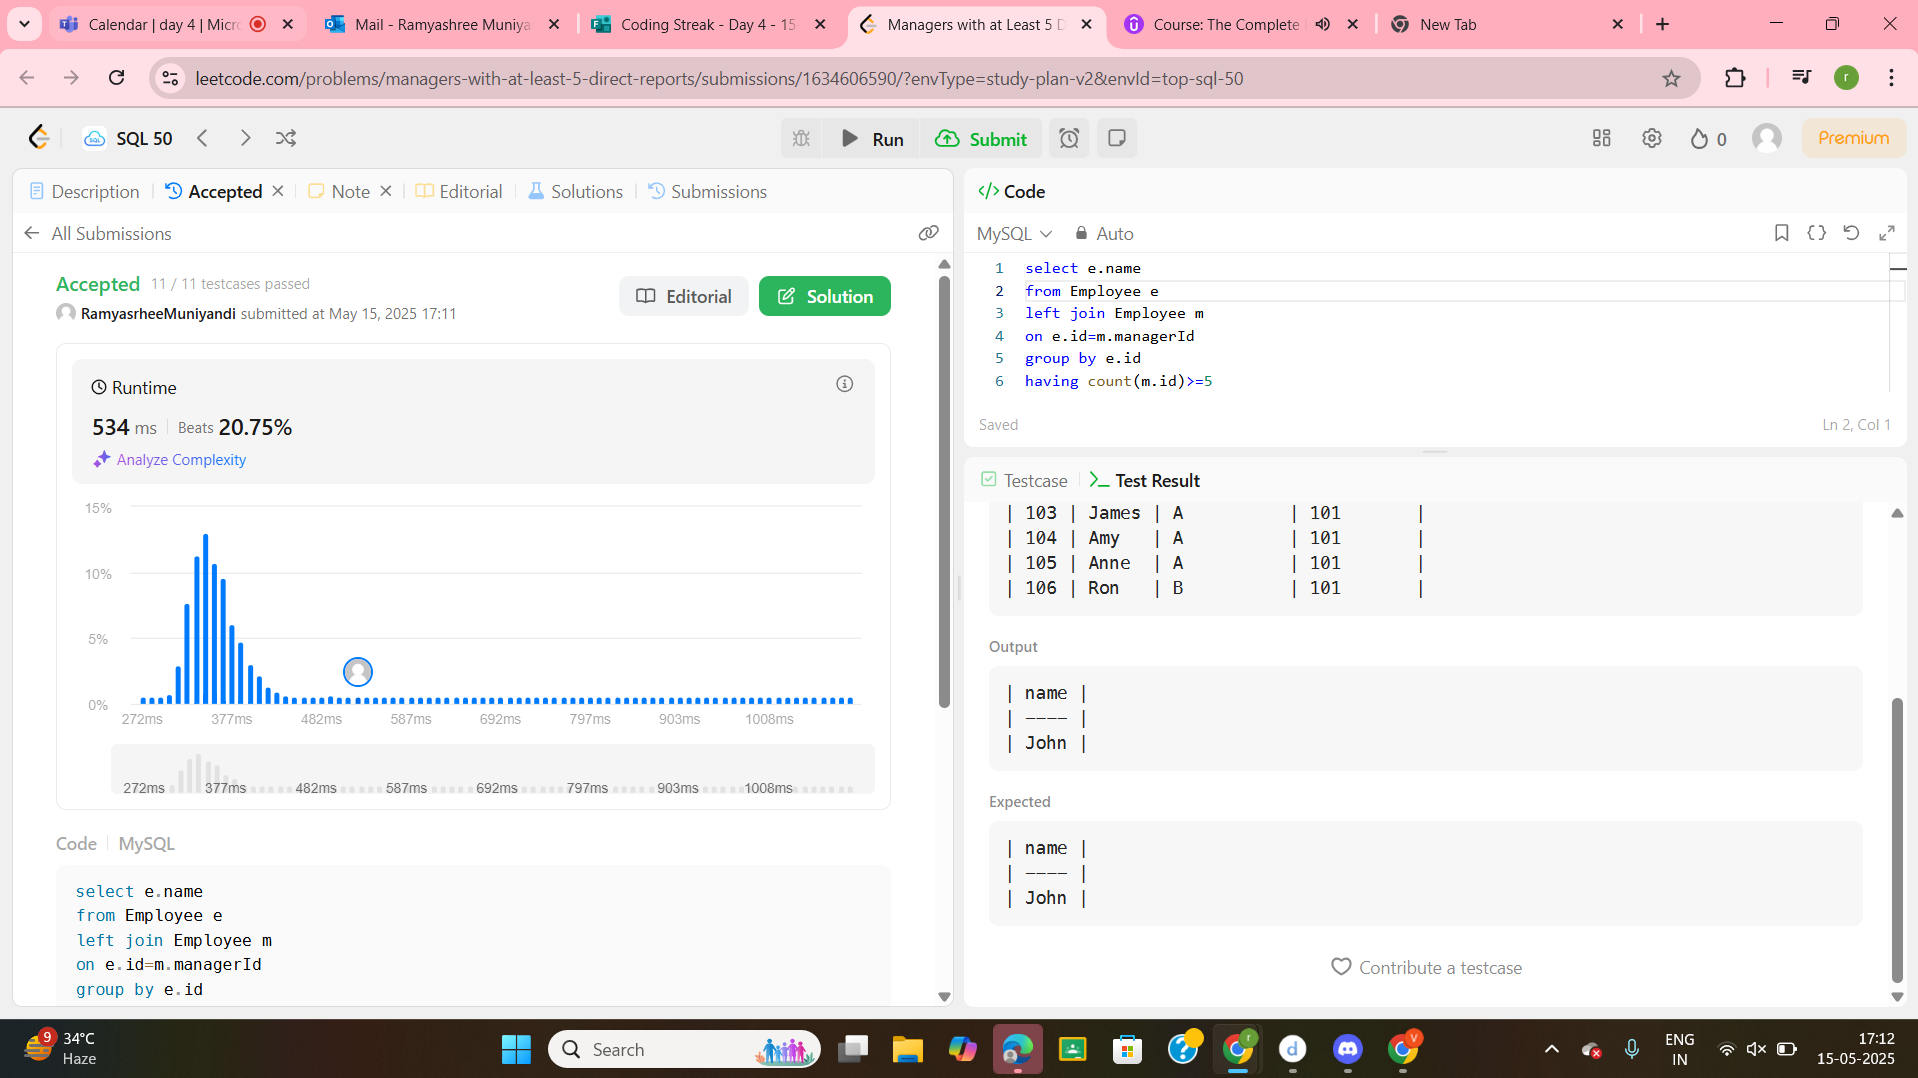 Calendar | day 4 | Micro
Mail - Ramyashree Muniya
Coding Streak - Day 4 - 15
Managers with at Least 5 D
Course: The Complete
New Tab
leetcode.com/problems/managers-with-at-least-5-direct-reports/submissions/1634606590/?envType=study-plan-v2&envId=top-sql-50
r
SQL 50
Run
Submit
0
Premium
Description
Accepted
Note
Editorial
Solutions
Submissions
All Submissions
Accepted 11 / 11 testcases passed
RamyasrheeMuniyandi submitted at May 15, 2025 17:11
Editorial
Solution
Runtime
534 ms Beats 20.75%
Analyze Complexity
15%
10%
5%
0%
272ms 377ms 482ms 587ms 692ms 797ms 903ms 1008ms
272ms 377ms 482ms 587ms 692ms 797ms 903ms 1008ms
Code MySQL
select e.name
from Employee e
left join Employee m
on e.id=m.managerId
group by e.id
</> Code
MySQL Auto
1 select e.name
2 from Employee e
3 left join Employee m
4 on e.id=m.managerId
5 group by e.id
6 having count(m.id)>=5
Saved
Ln 2, Col 1
Testcase
Test Result
| 103 | James | A | 101 |
| 104 | Amy | A | 101 |
| 105 | Anne | A | 101 |
| 106 | Ron | B | 101 |
Output
| name |
| ---- |
| John |
Expected
| name |
| ---- |
| John |
Contribute a testcase
9
34°C
Haze
Search
r
d
V
ENG
IN
17:12
15-05-2025